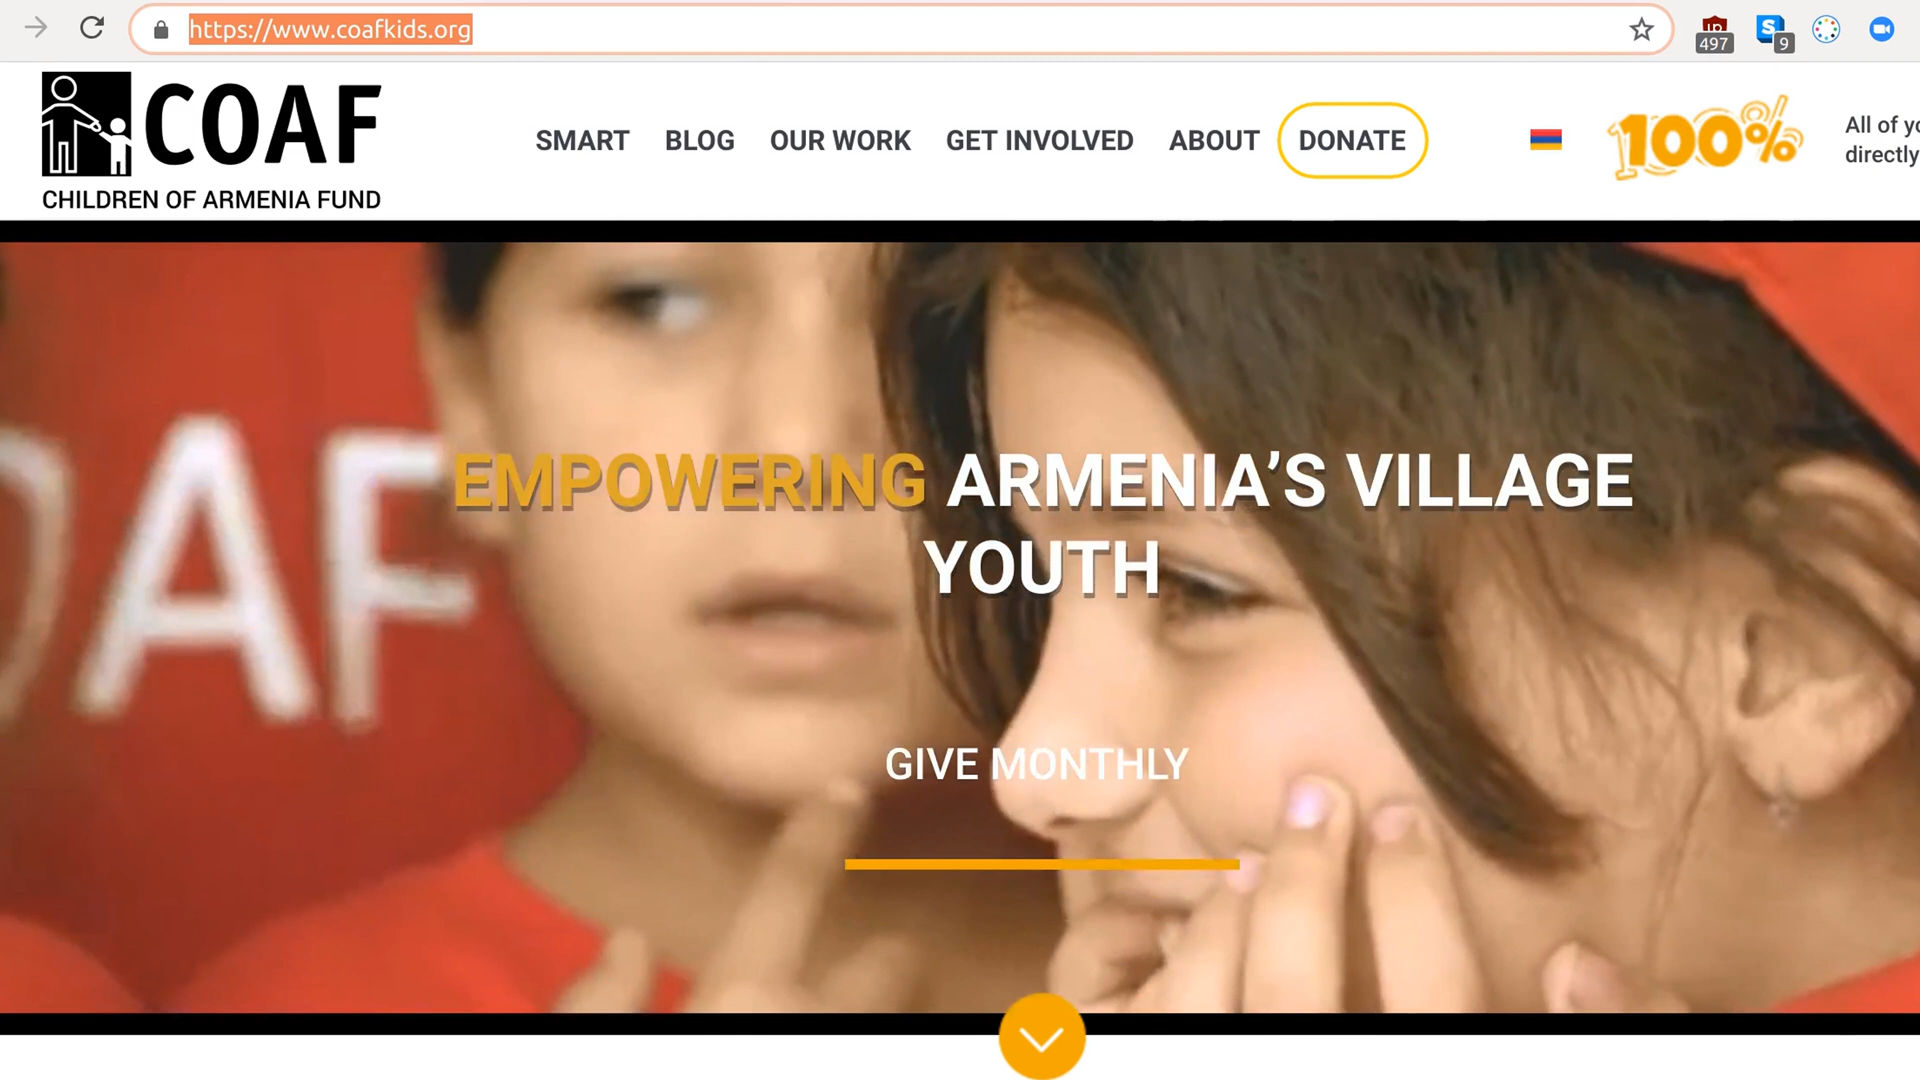 https://www.coafkids.org
497
S
9
COAF
CHILDREN OF ARMENIA FUND
SMART BLOG OUR WORK GET INVOLVED ABOUT DONATE
100%
All of
directly
OAF
EMPOWERING ARMENIA'S VILLAGE
YOUTH
GIVE MONTHLY